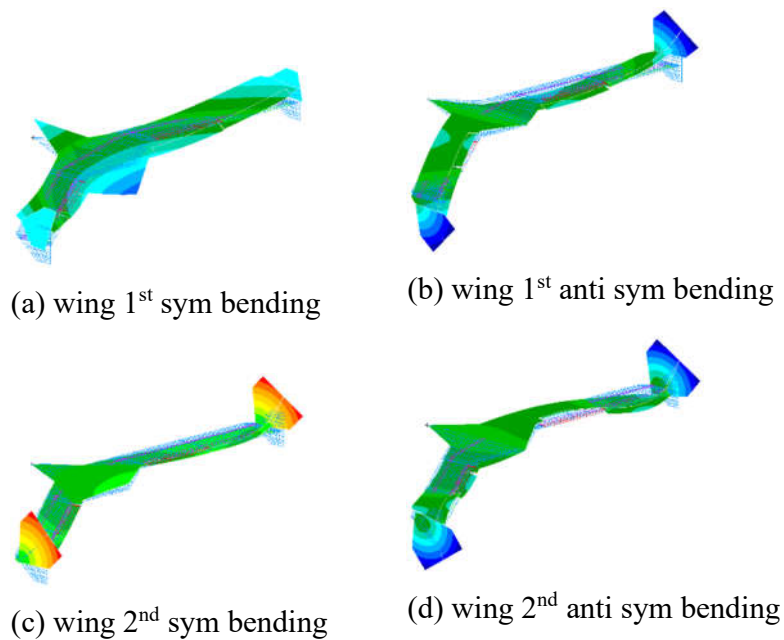 (a) wing 1st sym bending
(b) wing 1st anti sym bending
(c) wing 2nd sym bending
(d) wing 2nd anti sym bending